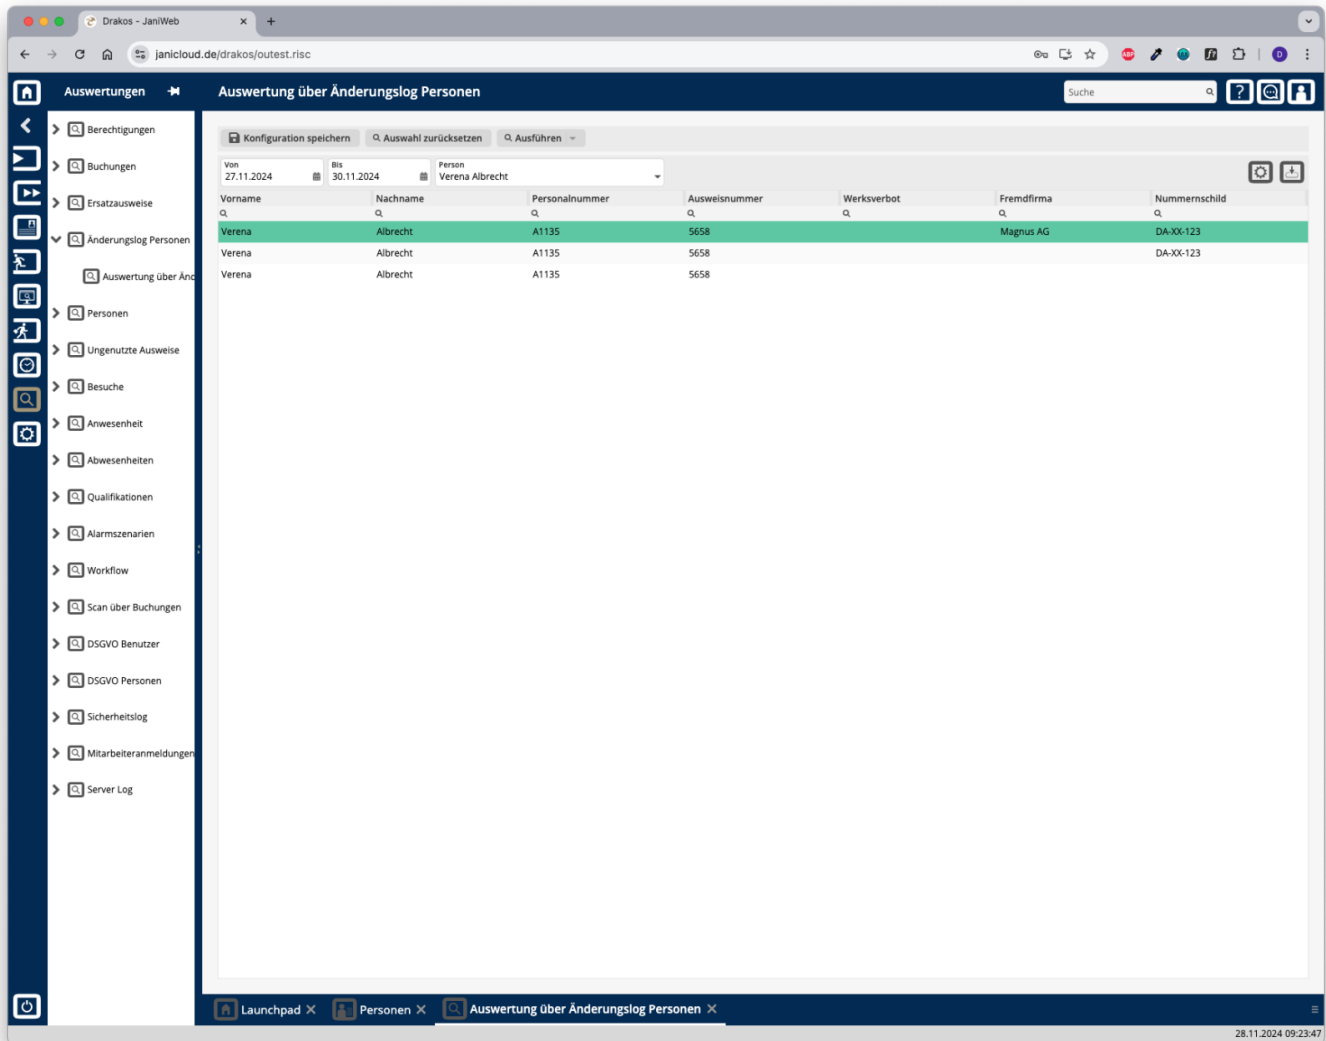 Drakos - JaniWeb
janicloud.de/drakos/outest.risc
ABP
D
Auswertungen
Auswertung über Änderungslog Personen
Suche
?
Berechtigungen
Buchungen
Ersatzausweise
Änderungslog Personen
Auswertung über Änd
Personen
Ungenutzte Ausweise
Besuche
Anwesenheit
Abwesenheiten
Qualifikationen
Alarmszenarien
Workflow
Scan über Buchungen
DSGVO Benutzer
DSGVO Personen
Sicherheitslog
Mitarbeiteranmeldungen
Server Log
Konfiguration speichern Auswahl zurücksetzen Ausführen
Von Bis Person
27.11.2024 30.11.2024 Verena Albrecht
Vorname Nachname Personalnummer Ausweisnummer Werksverbot Fremdfirma Nummernschild
Verena Albrecht A1135 5658 Magnus AG DA-XX-123
Verena Albrecht A1135 5658 DA-XX-123
Verena Albrecht A1135 5658
Launchpad Personen Auswertung über Änderungslog Personen
28.11.2024 09:23:47